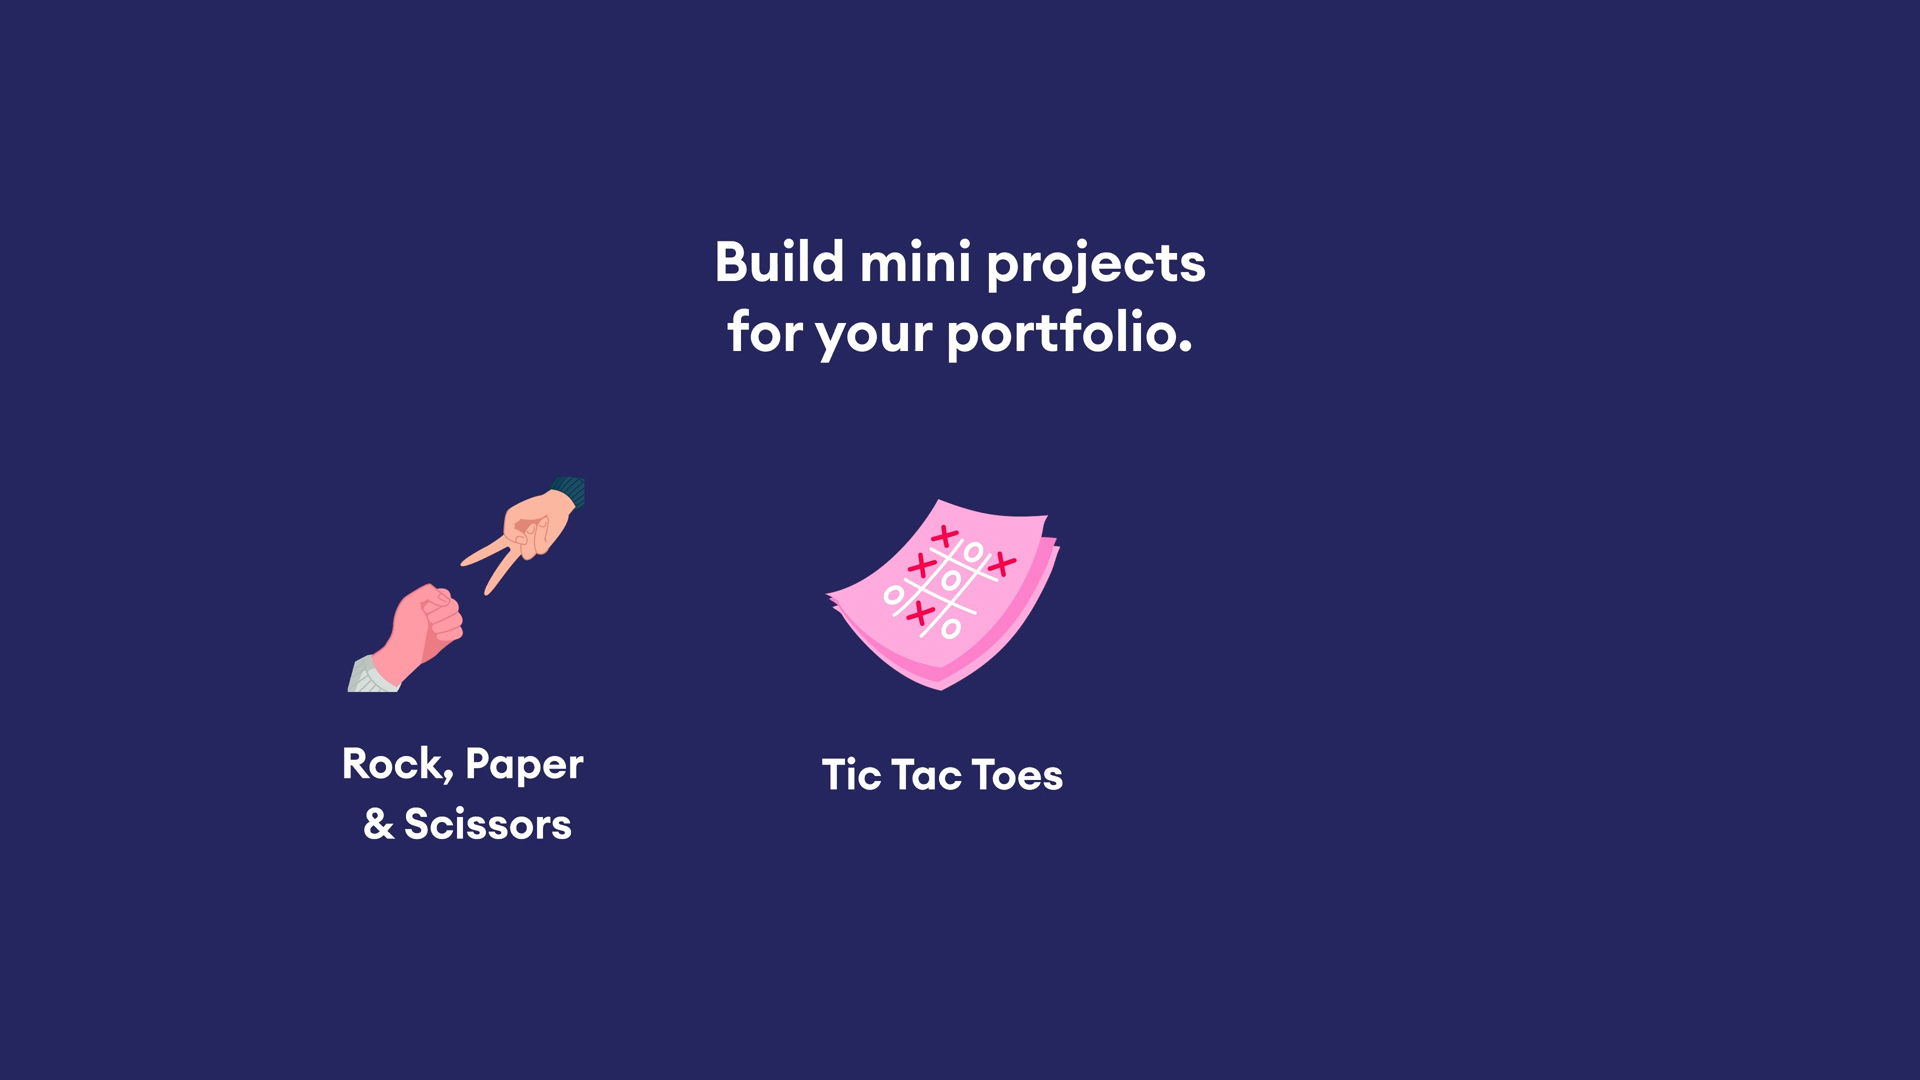 Build mini projects
for your portfolio.
Rock, Paper
& Scissors
Tic Tac Toes